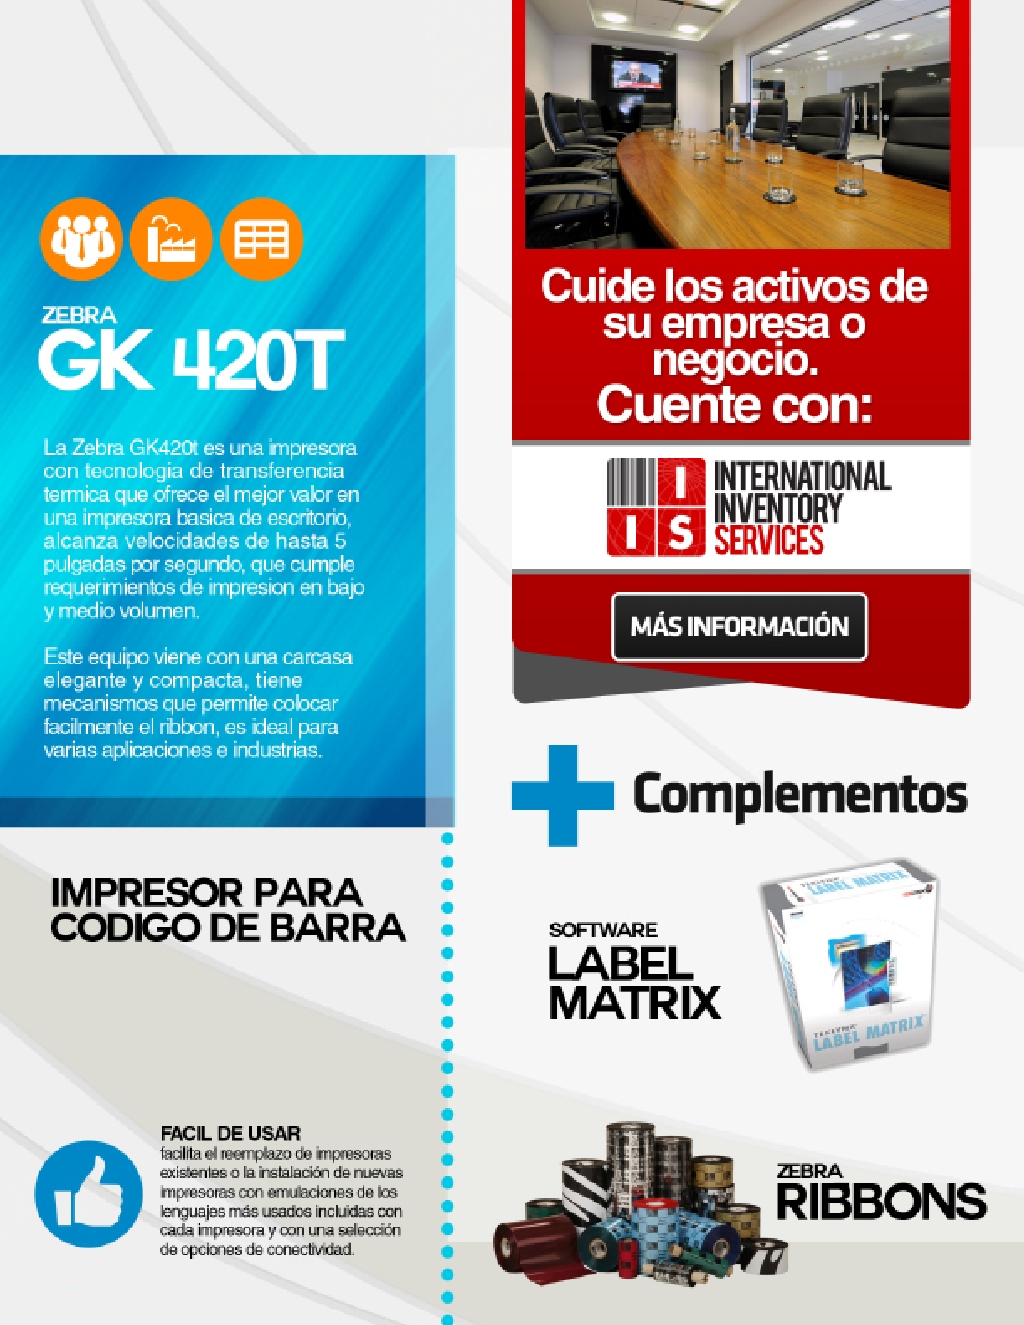 ZEBRA
GK 420T
La Zebra GK420t es una impresora
con tecnologia de transferencia
termica que ofrece el mejor valor en
una impresora basica de escritorio,
alcanza velocidades de hasta 5
pulgadas por segundo, que cumple
requerimientos de impresion en bajo
y medio volumen.
Este equipo viene con una carcasa
elegante y compacta, tiene
mecanismos que permite colocar
facilmente el ribbon, es ideal para
varias aplicaciones e industrias.
IMPRESOR PARA
CODIGO DE BARRA
FACIL DE USAR
facilita el reemplazo de impresoras
existentes o la instalación de nuevas
impresoras con emulaciones de los
lenguajes más usados incluidas con
cada impresora y con una selección
de opciones de conectividad.
Cuide los activos de
su empresa o
negocio.
Cuente con:
I
I S
INTERNATIONAL
INVENTORY
SERVICES
MÁS INFORMACIÓN
Complementos
SOFTWARE
LABEL
MATRIX
LABEL MATRIX
LABEL MATRIX
ZEBRA
RIBBONS